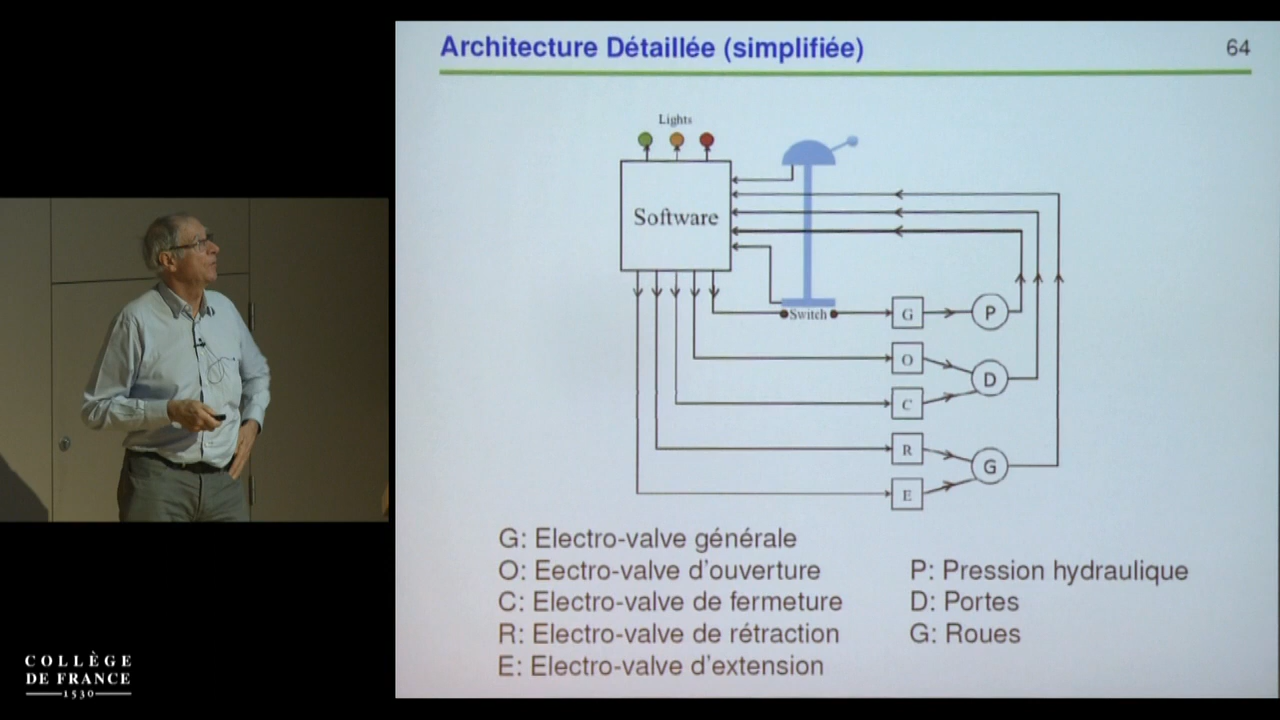 Architecture Détaillée (simplifiée)
64
Lights
Software
Switch
G
P
O
D
C
R
G
E
G: Electro-valve générale
O: Eectro-valve d'ouverture
C: Electro-valve de fermeture
R: Electro-valve de rétraction
E: Electro-valve d'extension
P: Pression hydraulique
D: Portes
G: Roues
COLLÈGE
DE FRANCE
1530